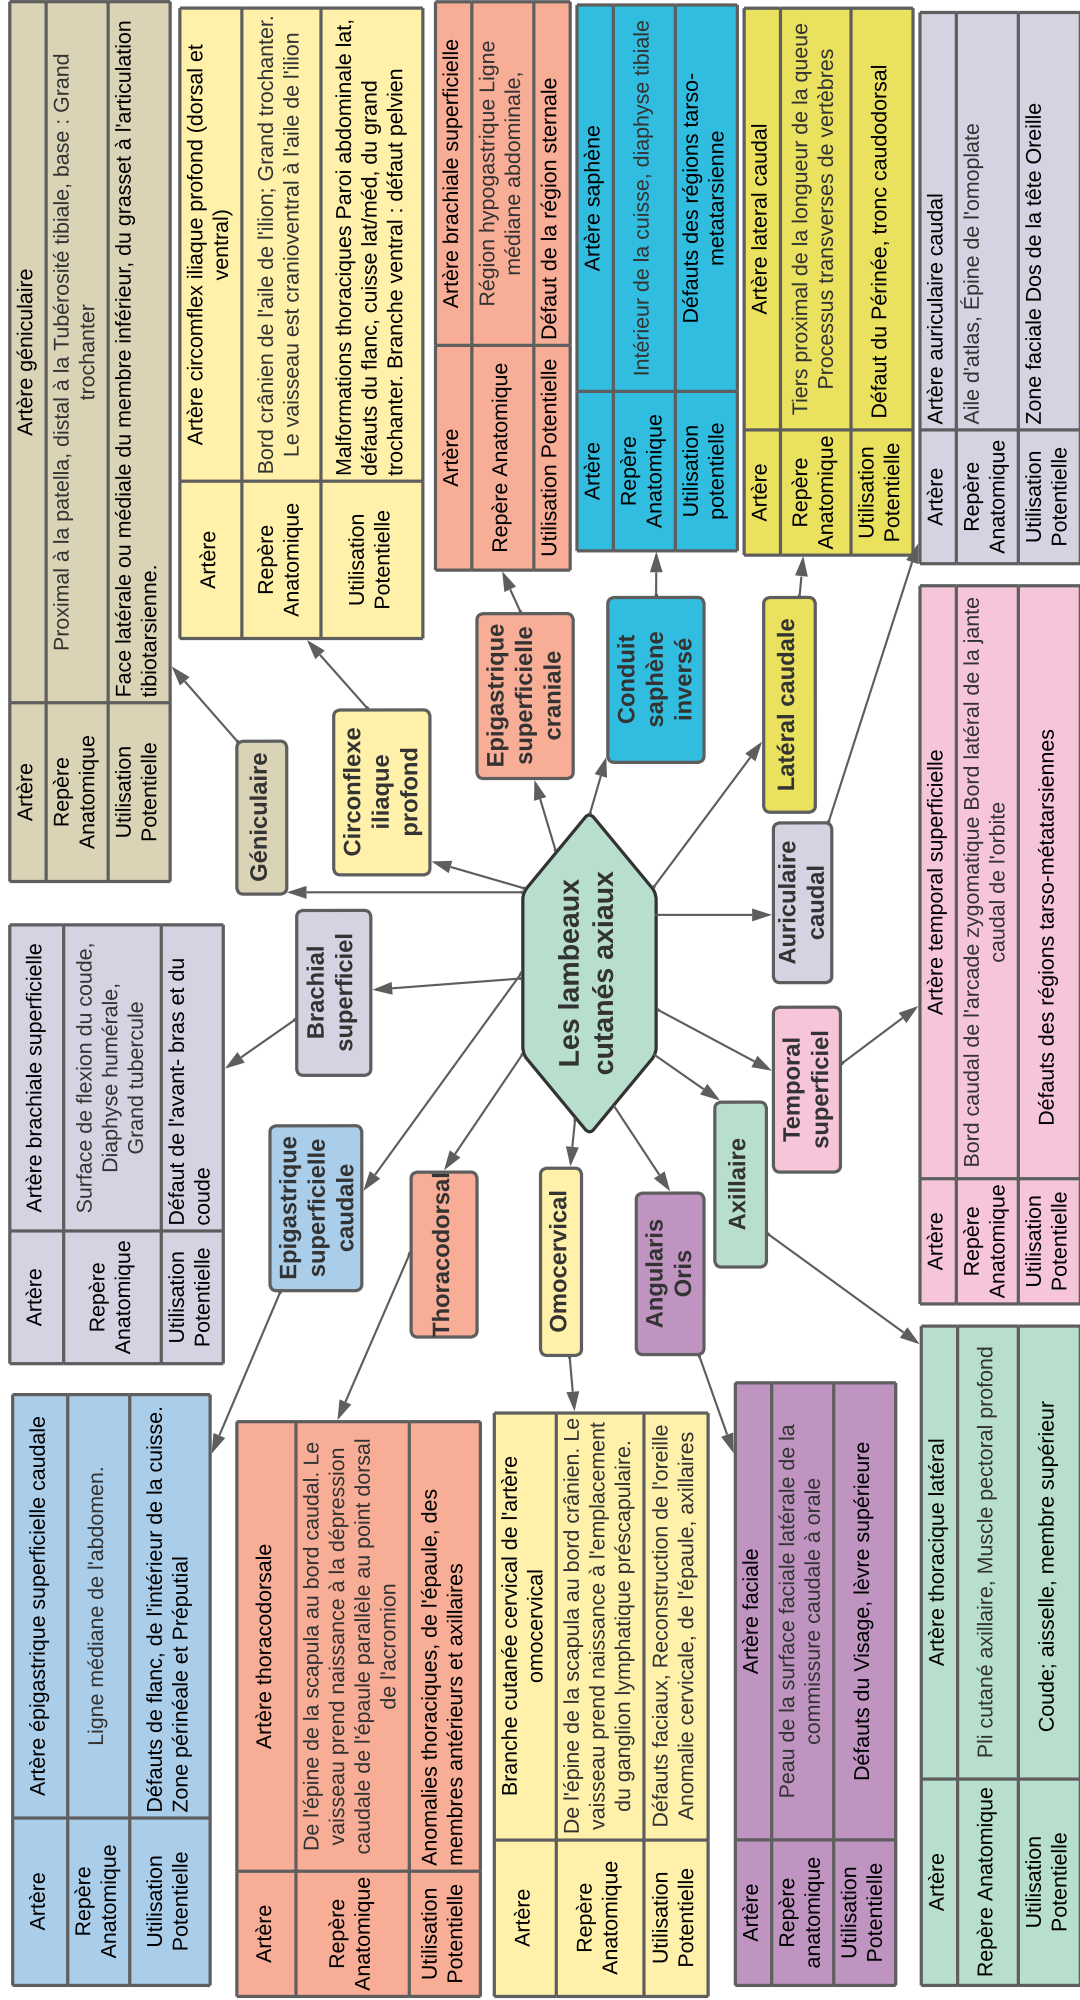 Artère
Artère épigastrique superficielle caudale
Repère
Anatomique
Ligne médiane de l'abdomen.
Utilisation
Potentielle
Défauts de flanc, de l'intérieur de la cuisse.
Zone périnéale et Prépútial
Artère
Artère brachiale superficielle
Repère
Anatomique
Surface de flexion du coude,
Diaphyse humérale,
Grand tubercule
Utilisation
Potentielle
Défaut de l'avant- bras et du
coude
Artère
Artère géniculaire
Repère
Anatomique
Proximal à la patella, distal à la Tubérosité tibiale, base : Grand
trochanter
Utilisation
Potentielle
Face latérale ou médiale du membre inférieur, du grasset à l'articulation
tibiotarsienne.
Artère
Artère circomflex iliaque profond (dorsal et
ventral)
Repère
Anatomique
Bord crânien de l'aile de l'ilion; Grand trochanter.
Le vaisseau est cranioventral à l'aile de l'ilion
Utilisation
Potentielle
Malformations thoraciques Paroi abdominale lat,
défauts du flanc, cuisse lat/méd, du grand
trochanter. Branche ventral : défaut pelvien
Artère
Artère thoracodorsale
Repère
Anatomique
De l'épine de la scapula au bord caudal. Le
vaisseau prend naissance à la dépression
caudale de l'épaule parallèle au point dorsal
de l'acromion
Utilisation
Potentielle
Anomalies thoraciques, de l'épaule, des
membres antérieurs et axillaires
Epigastrique
superficielle
caudale
Brachial
superficiel
Géniculaire
Circonflexe
iliaque
profond
Thoracodorsal
Epigastrique
superficielle
craniale
Artère
Artère brachiale superficielle
Repère Anatomique
Région hypogastrique Ligne
médiane abdominale,
Utilisation Potentielle
Défaut de la région sternale
Artère
Branche cutanée cervical de l'artère
omocervical
Repère
Anatomique
De l'épine de la scapula au bord crânien. Le
vaisseau prend naissance à l'emplacement
du ganglion lymphatique préscapulaire.
Utilisation
Potentielle
Défauts faciaux, Reconstruction de l'oreille
Anomalie cervicale, de l'épaule, axillaires
Omocervical
Les lambeaux
cutanés axiaux
Conduit
saphène
inversé
Artère
Artère saphène
Repère
Anatomique
Intérieur de la cuisse, diaphyse tibiale
Utilisation
potentielle
Défauts des régions tarso-
metatarsienne
Angularis
Oris
Axillaire
Temporal
superficiel
Auriculaire
caudal
Latéral caudale
Artère
Artère lateral caudal
Repère
Anatomique
Tiers proximal de la longueur de la queue
Processus transverses de vertèbres
Utilisation
Potentielle
Défaut du Périnée, tronc caudodorsal
Artère
Artère faciale
Repère
anatomique
Peau de la surface faciale latérale de la
commissure caudale à orale
Utilisation
Potentielle
Défauts du Visage, lèvre supérieure
Artère
Artère thoracique latéral
Repère Anatomique
Pli cutané axillaire, Muscle pectoral profond
Utilisation
Potentielle
Coude; aisselle, membre supérieur
Artère
Artère temporal superficielle
Repère
Anatomique
Bord caudal de l'arcade zygomatique Bord latéral de la jante
caudal de l'orbite
Utilisation
Potentielle
Défauts des régions tarso-métatarsiennes
Artère
Artère auriculaire caudal
Repère
Anatomique
Aile d'atlas, Épine de l'omoplate
Utilisation
Potentielle
Zone faciale Dos de la tête Oreille